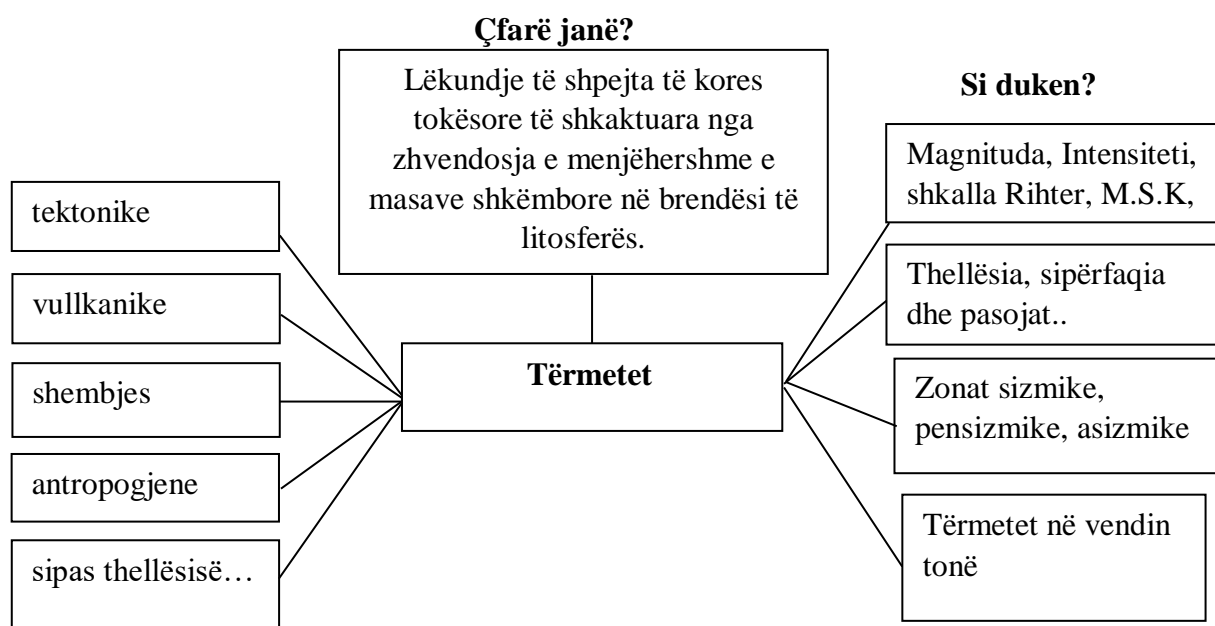 Çfarë janë?
Lëkundje të shpejta të kores
tokësore të shkaktuara nga
zhvendosja e menjëhershme e
masave shkëmbore në brendësi të
litosferës.
Si duken?
Magnituda, Intensiteti,
shkalla Rihter, M.S.K,
Thellësia, sipërfaqia
dhe pasojat..
Zonat sizmike,
pensizmike, asizmike
Tërmetet në vendin
tonë
Tërmetet
tektonike
vullkanike
shembjes
antropogjene
sipas thellësisë…